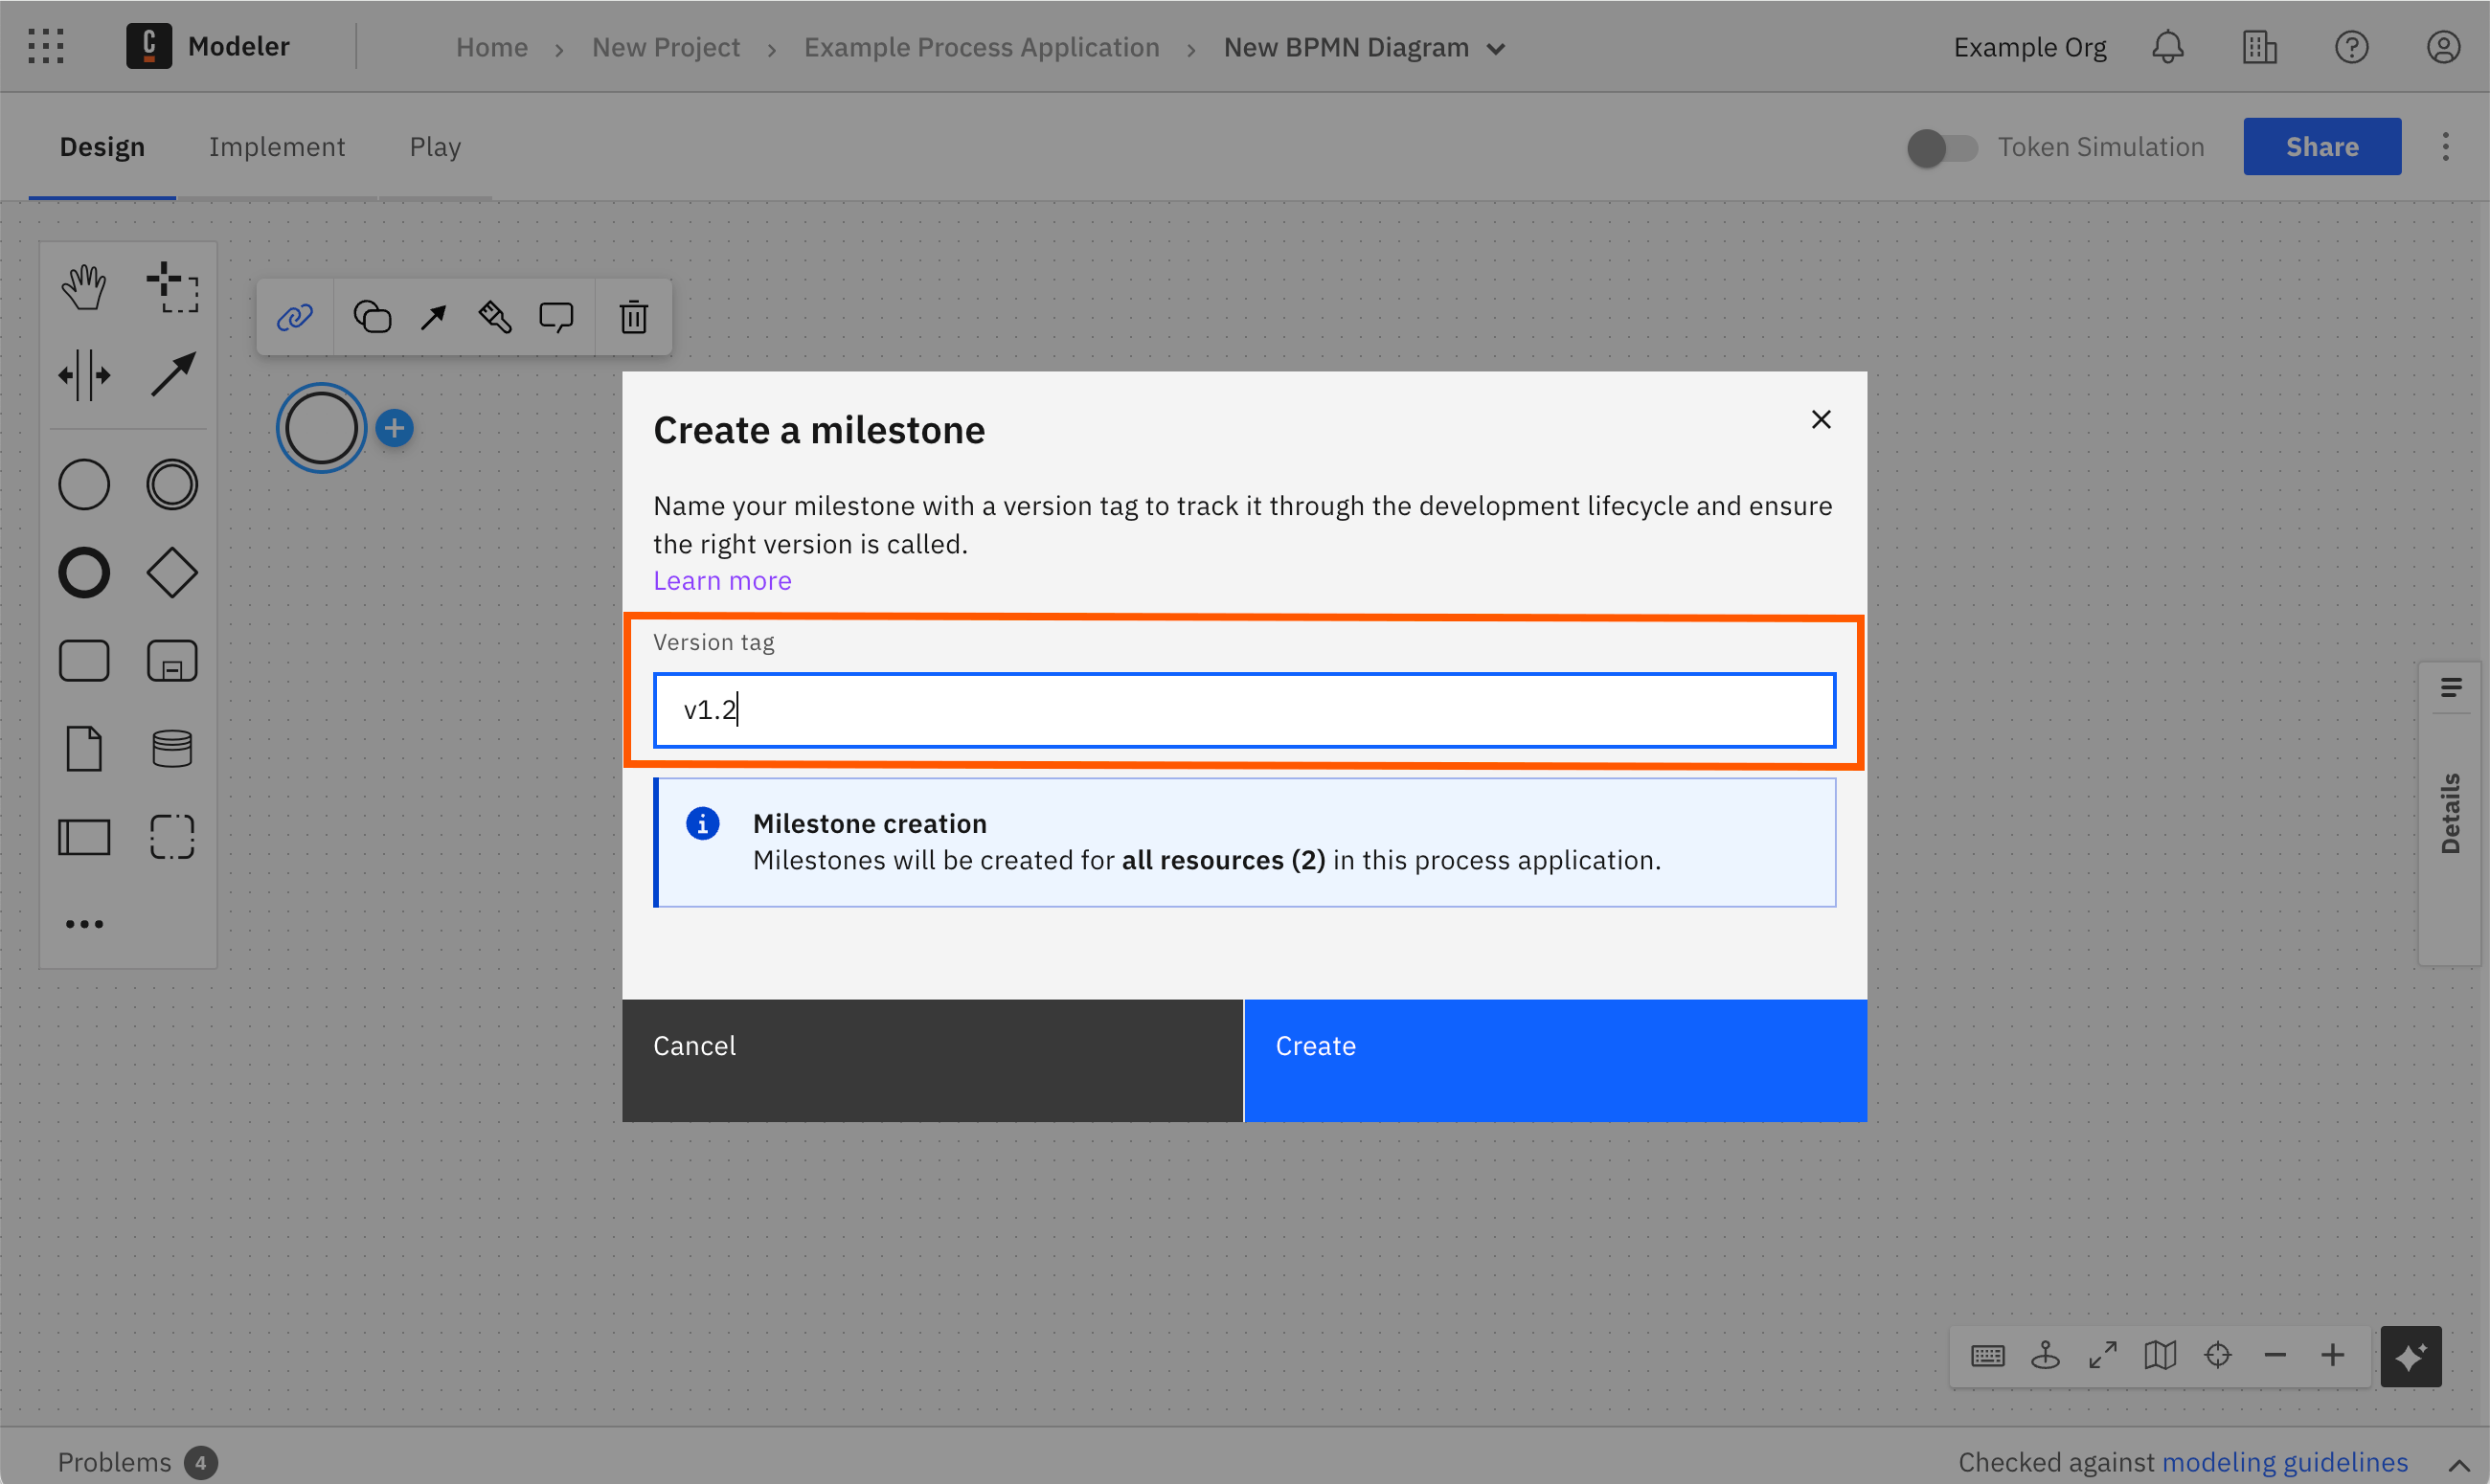 C Modeler Home New Project Example Process Application New BPMN Diagram Example Org
Design Implement Play Token Simulation Share
Create a milestone
Name your milestone with a version tag to track it through the development lifecycle and ensure
the right version is called.
Learn more
Version tag
v1.2
Milestone creation
Milestones will be created for all resources (2) in this process application.
Cancel Create
Details
Problems 4 Checked against modeling guidelines